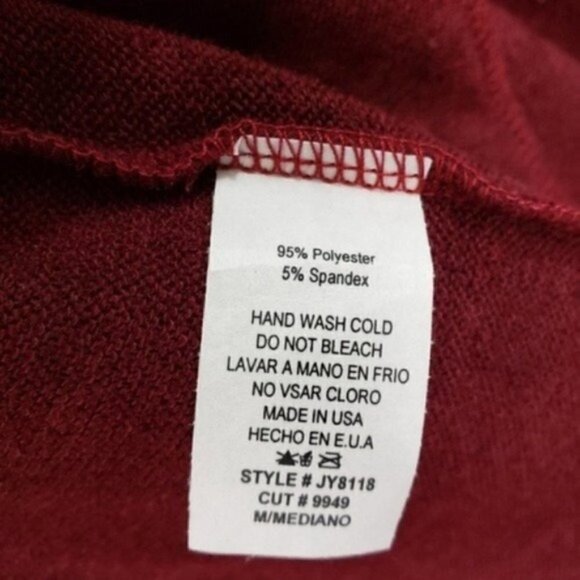 95% Polyester
5% Spandex
HAND WASH COLD
DO NOT BLEACH
LAVAR A MANO EN FRIO
NO VSAR CLORO
MADE IN USA
HECHO EN E.U.A
STYLE # JY8118
CUT # 9949
M/MEDIANO